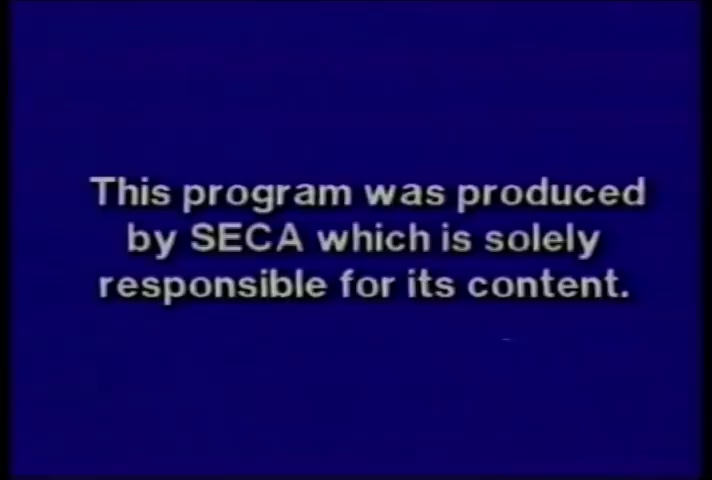 This program was produced
by SECA which is solely
responsible for its content.